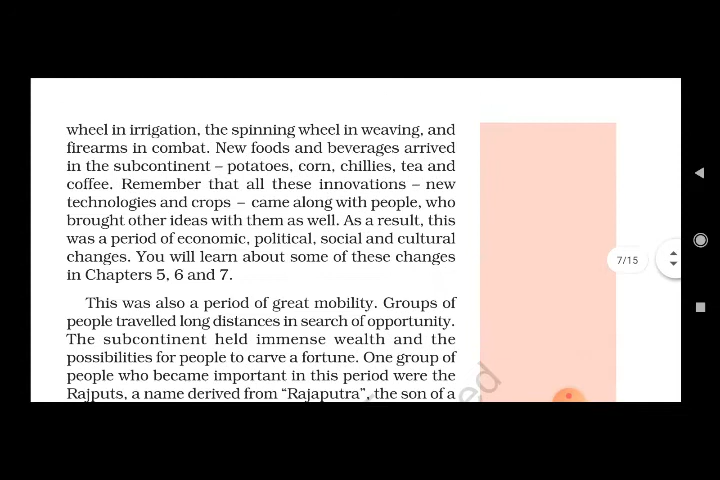 wheel in irrigation, the spinning wheel in weaving, and
firearms in combat. New foods and beverages arrived
in the subcontinent – potatoes, corn, chillies, tea and
coffee. Remember that all these innovations – new
technologies and crops – came along with people, who
brought other ideas with them as well. As a result, this
was a period of economic, political, social and cultural
changes. You will learn about some of these changes
in Chapters 5, 6 and 7.
This was also a period of great mobility. Groups of
people travelled long distances in search of opportunity.
The subcontinent held immense wealth and the
possibilities for people to carve a fortune. One group of
people who became important in this period were the
Rajputs, a name derived from “Rajaputra”, the son of a
7/15